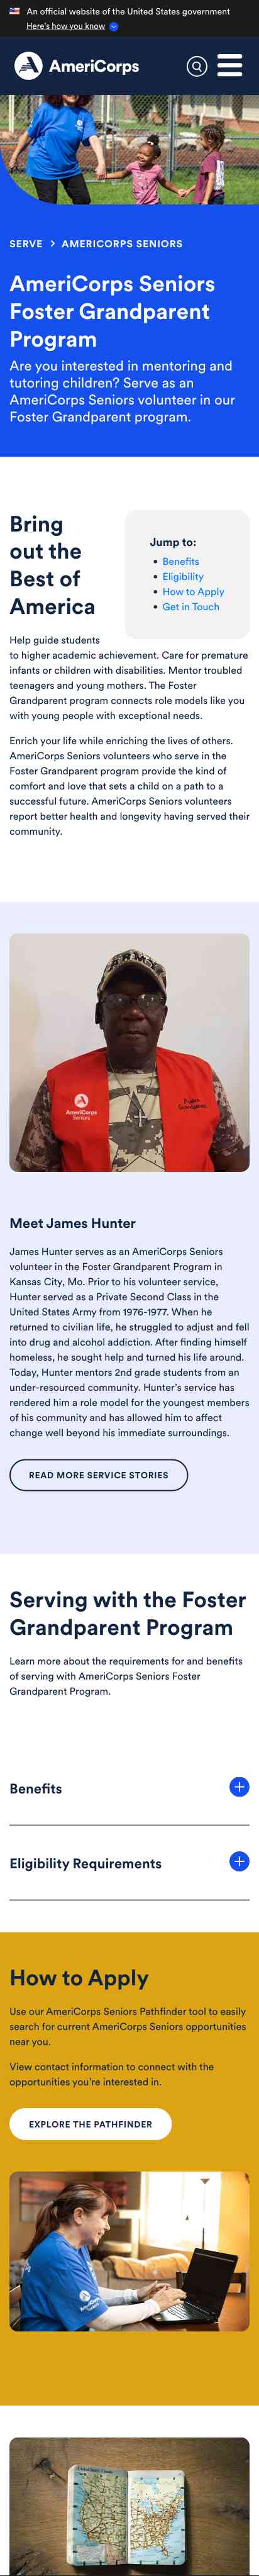 An official website of the United States government
Here's how you know
AmeriCorps
SERVE > AMERICORPS SENIORS
AmeriCorps Seniors
Foster Grandparent
Program
Are you interested in mentoring and
tutoring children? Serve as an
AmeriCorps Seniors volunteer in our
Foster Grandparent program.
Bring
out the
Best of
America
Jump to:
Benefits
Eligibility
How to Apply
Get in Touch
Help guide students
to higher academic achievement. Care for premature
infants or children with disabilities. Mentor troubled
teenagers and young mothers. The Foster
Grandparent program connects role models like you
with young people with exceptional needs.
Enrich your life while enriching the lives of others.
AmeriCorps Seniors volunteers who serve in the
Foster Grandparent program provide the kind of
comfort and love that sets a child on a path to a
successful future. AmeriCorps Seniors volunteers
report better health and longevity having served their
community.
ARMY
AmeriCorps
Seniors
Foster
Grandparent
Meet James Hunter
James Hunter serves as an AmeriCorps Seniors
volunteer in the Foster Grandparent Program in
Kansas City, Mo. Prior to his volunteer service,
Hunter served as a Private Second Class in the
United States Army from 1976-1977. When he
returned to civilian life, he struggled to adjust and fell
into drug and alcohol addiction. After finding himself
homeless, he sought help and turned his life around.
Today, Hunter mentors 2nd grade students from an
under-resourced community. Hunter's service has
rendered him a role model for the youngest members
of his community and has allowed him to affect
change well beyond his immediate surroundings.
READ MORE SERVICE STORIES
Serving with the Foster
Grandparent Program
Learn more about the requirements for and benefits
of serving with AmeriCorps Seniors Foster
Grandparent Program.
Benefits
Eligibility Requirements
How to Apply
Use our AmeriCorps Seniors Pathfinder tool to easily
search for current AmeriCorps Seniors opportunities
near you.
View contact information to connect with the
opportunities you're interested in.
EXPLORE THE PATHFINDER
AmeriCorps